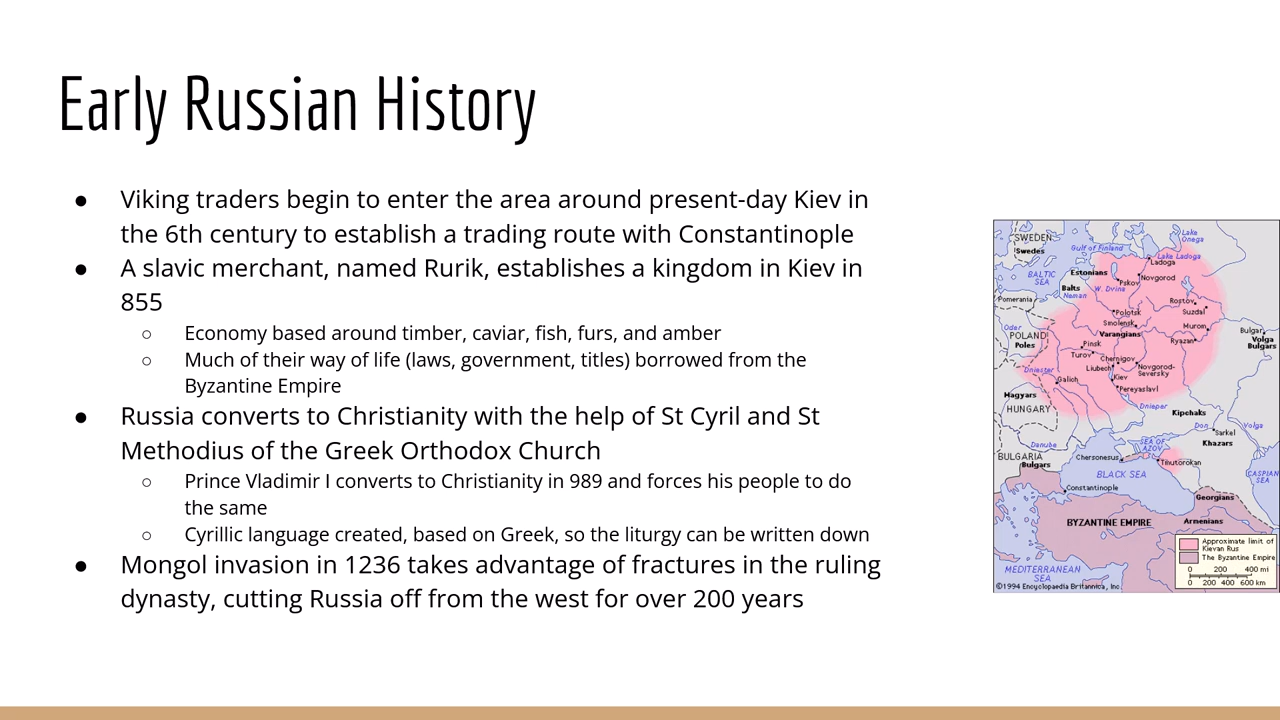 Early Russian History
● Viking traders begin to enter the area around present-day Kiev in
the 6th century to establish a trading route with Constantinople
● A slavic merchant, named Rurik, establishes a kingdom in Kiev in
855
○ Economy based around timber, caviar, fish, furs, and amber
○ Much of their way of life (laws, government, titles) borrowed from the
Byzantine Empire
● Russia converts to Christianity with the help of St Cyril and St
Methodius of the Greek Orthodox Church
○ Prince Vladimir I converts to Christianity in 989 and forces his people to do
the same
○ Cyrillic language created, based on Greek, so the liturgy can be written down
● Mongol invasion in 1236 takes advantage of fractures in the ruling
dynasty, cutting Russia off from the west for over 200 years
SWEDEN
Swedes
Gulf of Finland
Lake
Onega
Lake Ladoga
Ladoga
BALTIC
SEA
Estonians
Novgorod
Pskov
Balts
W. Dvina
Neman
Pomerania
Rostov
Suzdal
Polotsk
Smolensk
Murom
Oder
Varangians
POLAND
Poles
Ryazan
Bulgar
Volga
Bulgars
Pinsk
Turov
Chernigov
Liubech
Novgorod-
Seversky
Dniester
Galich
Kiev
Pereyaslavl
Magyars
HUNGARY
Dnieper
Kipchaks
Don
Volga
Sarkel
Khazars
Danube
SEA OF
AZOV
BULGARIA
Bulgars
Chersonesus
Tmutorokan
BLACK SEA
CASPIAN
SEA
Constantinople
Georgians
BYZANTINE EMPIRE
Armenians
Approximate limit of
Kievan Rus
The Byzantine Empire
0 200 400 mi
0 200 400 600 km
MEDITERRANEAN
SEA
©1994 Encyclopaedia Britannica, Inc.